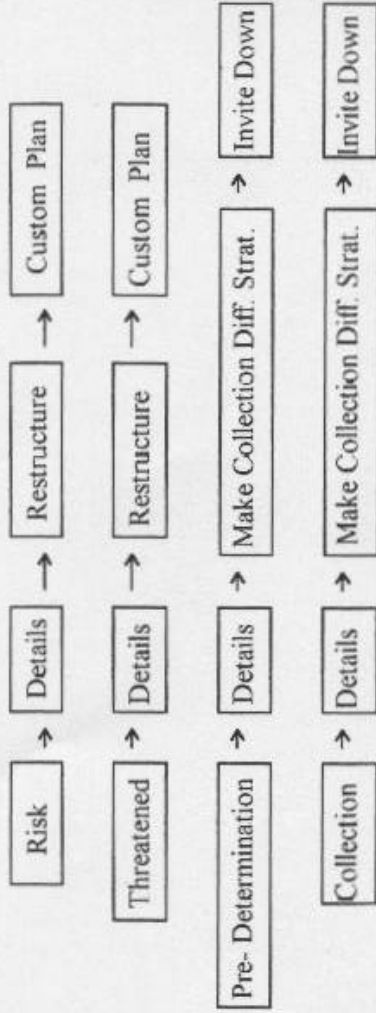 Risk → Details → Restructure → Custom Plan
Threatened → Details → Restructure → Custom Plan
Pre- Determination → Details → Make Collection Diff. Strat. → Invite Down
Collection → Details → Make Collection Diff. Strat. → Invite Down